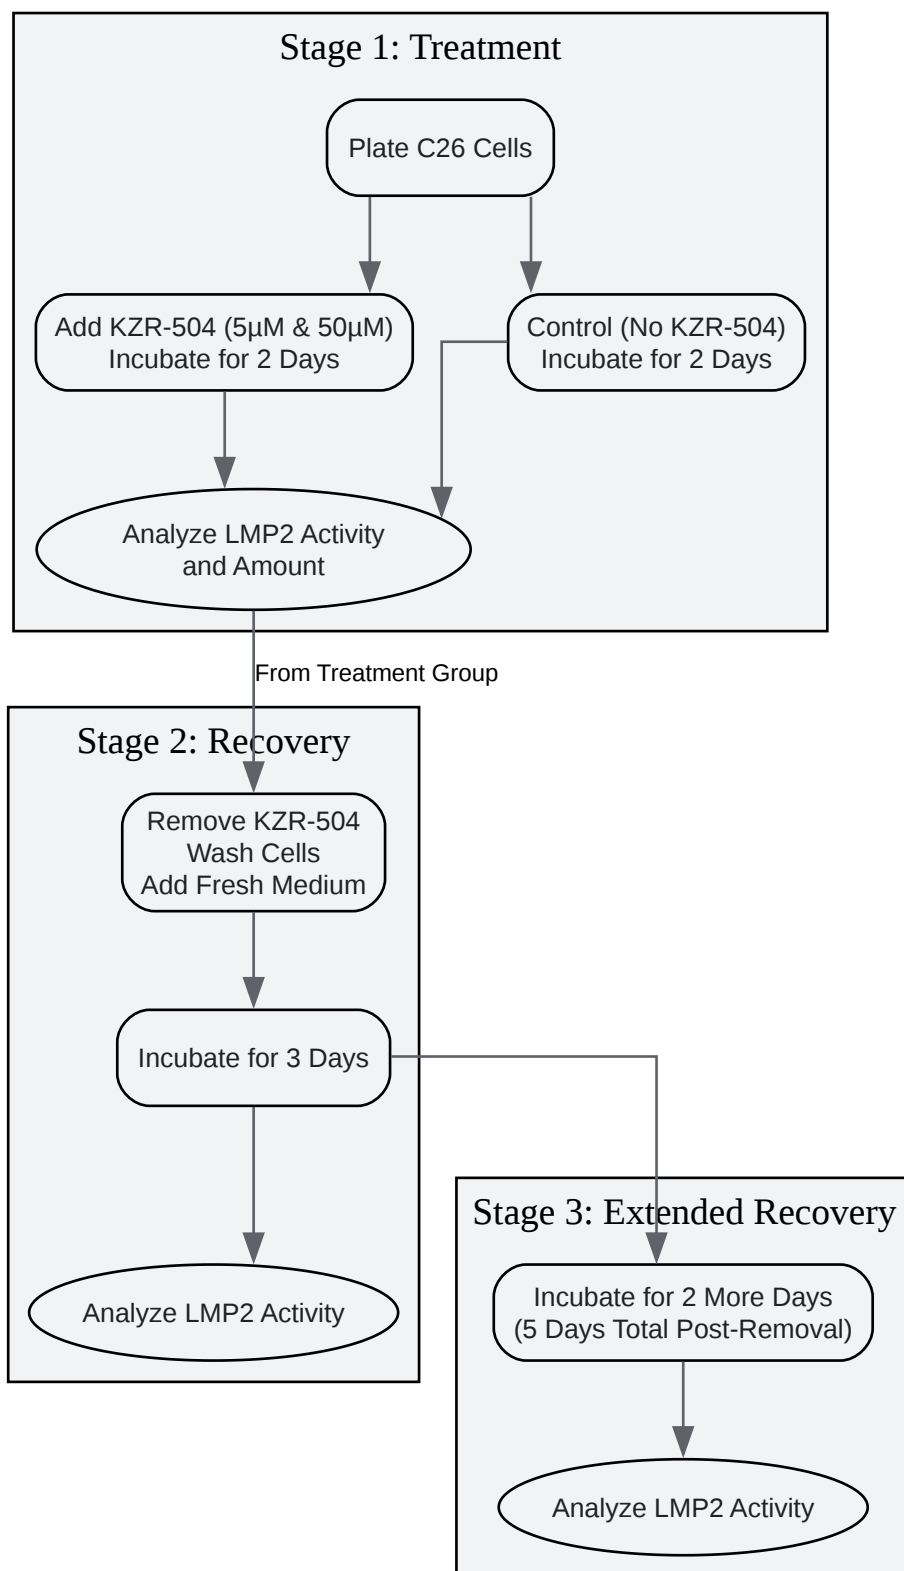 Stage 1: Treatment
Plate C26 Cells
Add KZR-504 (5µM & 50µM)
Incubate for 2 Days
Control (No KZR-504)
Incubate for 2 Days
Analyze LMP2 Activity
and Amount
From Treatment Group
Stage 2: Recovery
Remove KZR-504
Wash Cells
Add Fresh Medium
Incubate for 3 Days
Analyze LMP2 Activity
Stage 3: Extended Recovery
Incubate for 2 More Days
(5 Days Total Post-Removal)
Analyze LMP2 Activity